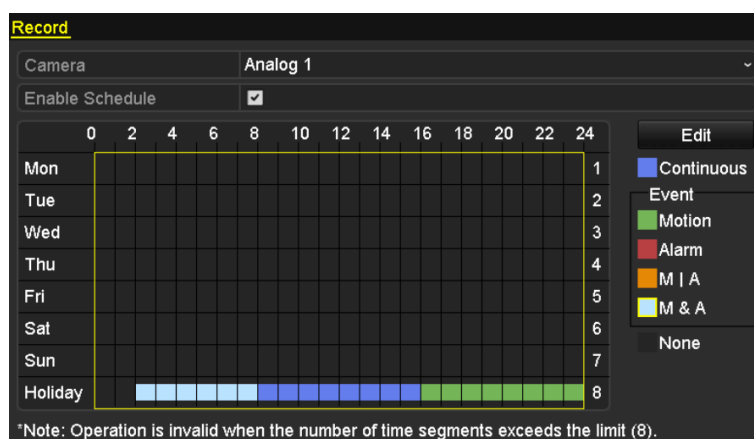 Record
Camera Analog 1
Enable Schedule
0 2 4 6 8 10 12 14 16 18 20 22 24
Edit
Mon 1
Continuous
Event
Tue 2
Motion
Wed 3
Alarm
Thu 4
M | A
Fri 5
M & A
Sat 6
None
Sun 7
Holiday 8
*Note: Operation is invalid when the number of time segments exceeds the limit (8).